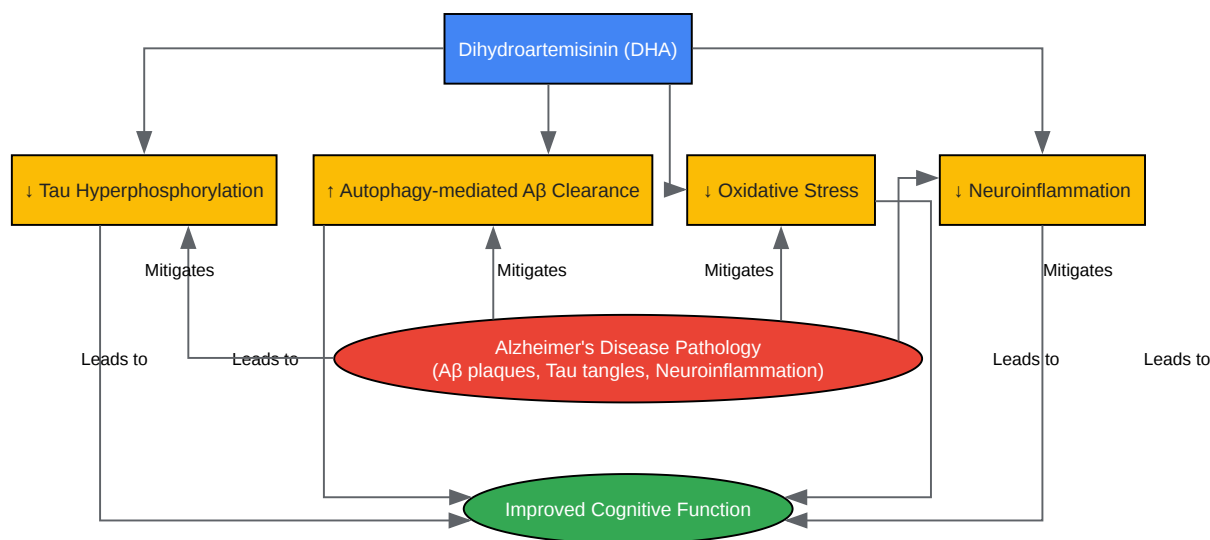 Dihydroartemisinin (DHA)
↓ Tau Hyperphosphorylation
↑ Autophagy-mediated Aβ Clearance
↓ Oxidative Stress
↓ Neuroinflammation
Mitigates
Mitigates
Mitigates
Mitigates
Alzheimer's Disease Pathology
(Aβ plaques, Tau tangles, Neuroinflammation)
Leads to
Leads to
Leads to
Leads to
Improved Cognitive Function